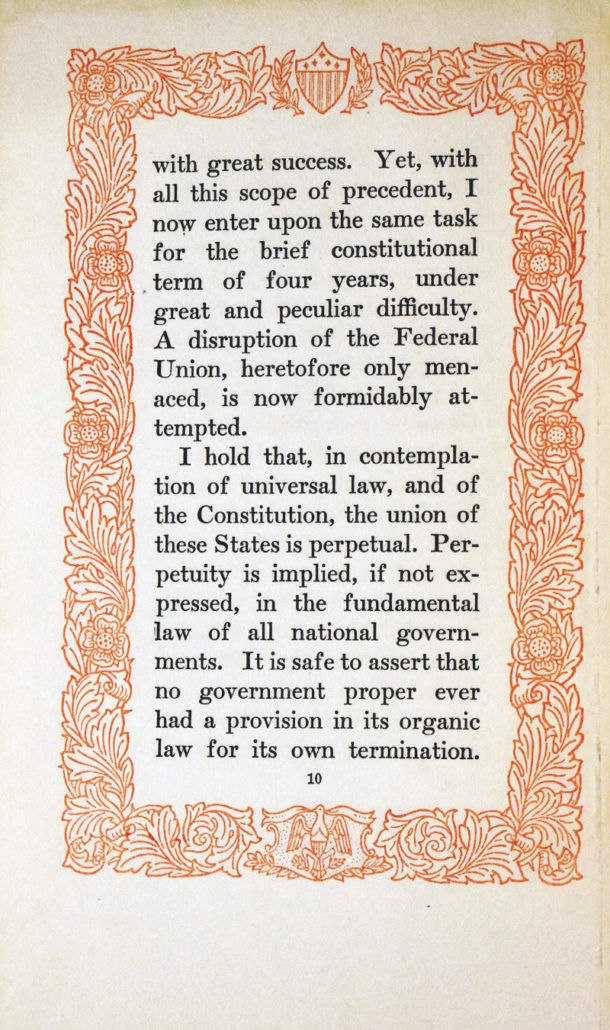 with great success. Yet, with
all this scope of precedent, I
now enter upon the same task
for the brief constitutional
term of four years, under
great and peculiar difficulty.
A disruption of the Federal
Union, heretofore only men-
aced, is now formidably at-
tempted.
I hold that, in contempla-
tion of universal law, and of
the Constitution, the union of
these States is perpetual. Per-
petuity is implied, if not ex-
pressed, in the fundamental
law of all national govern-
ments. It is safe to assert that
no government proper ever
had a provision in its organic
law for its own termination.
10